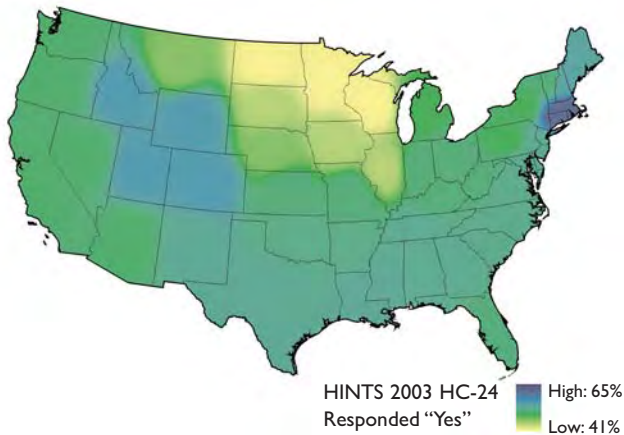 HINTS 2003 HC-24
Responded “Yes”
High: 65%
Low: 41%